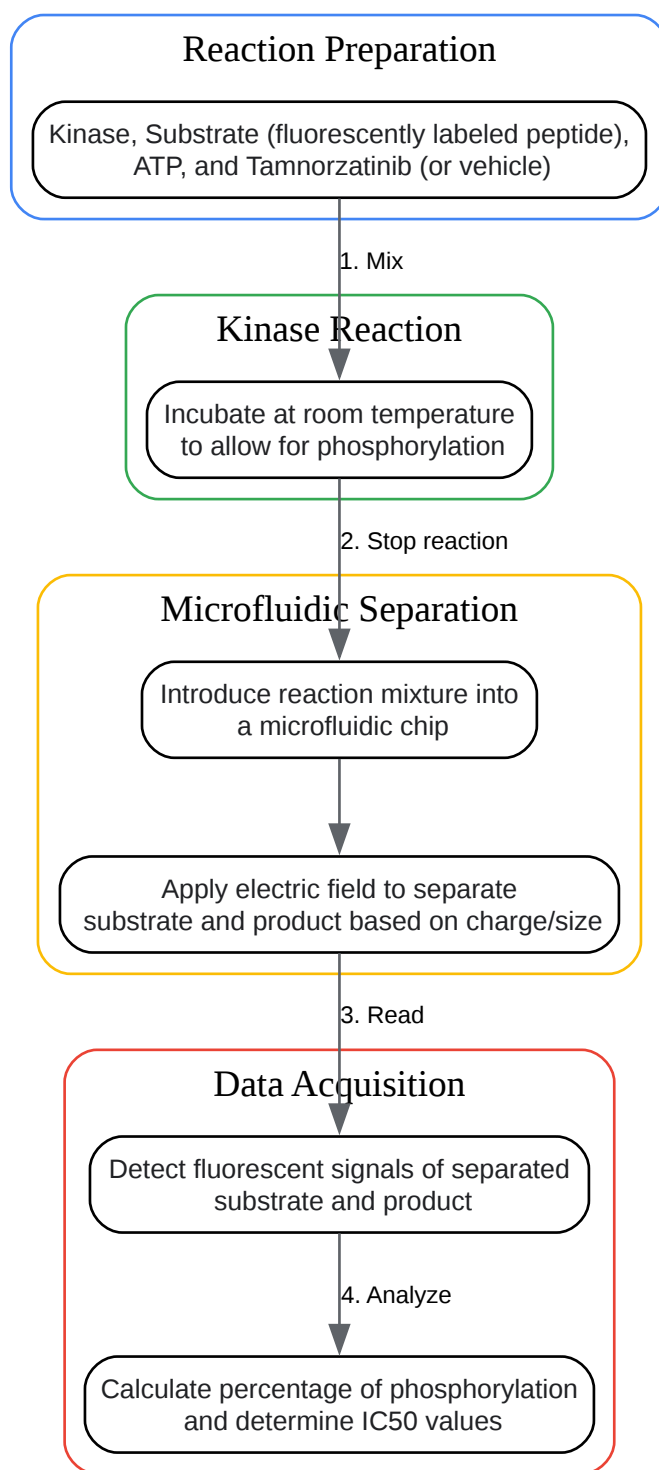 Reaction Preparation
Kinase, Substrate (fluorescently labeled peptide),
ATP, and Tamnorzatinib (or vehicle)
1. Mix
Kinase Reaction
Incubate at room temperature
to allow for phosphorylation
2. Stop reaction
Microfluidic Separation
Introduce reaction mixture into
a microfluidic chip
Apply electric field to separate
substrate and product based on charge/size
3. Read
Data Acquisition
Detect fluorescent signals of separated
substrate and product
4. Analyze
Calculate percentage of phosphorylation
and determine IC50 values